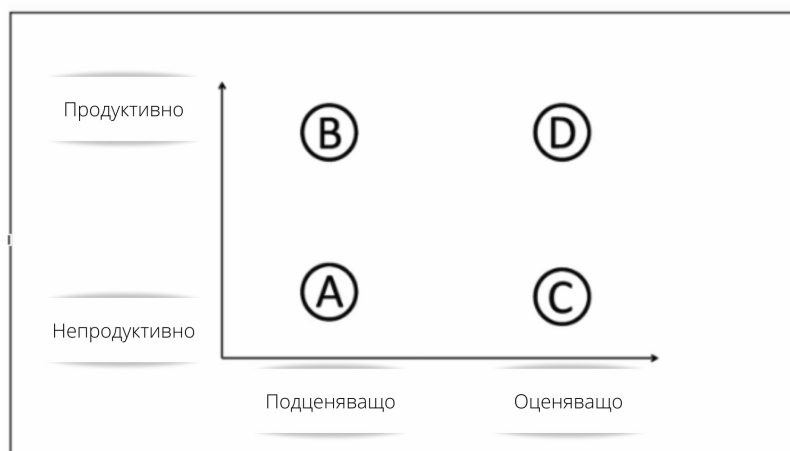 Продуктивно
B D
A C
Непродуктивно
Подценяващо Оценяващо